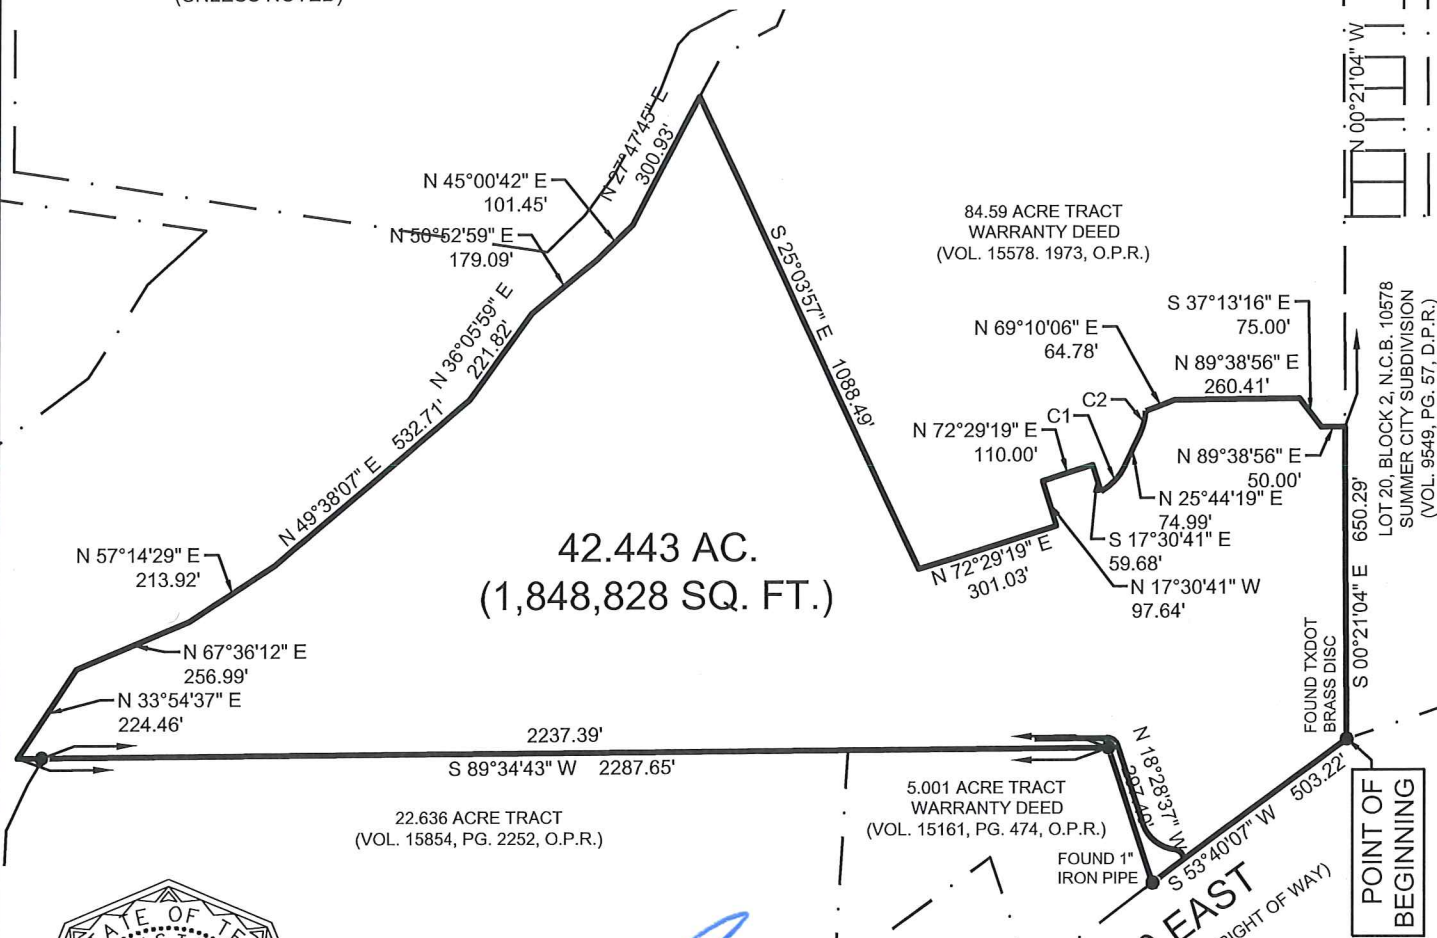 (UNLESS NOTED)
N 00°21'04" W
N 27°47'45" E
300.93'
N 45°00'42" E
101.45'
N 50°52'59" E
179.09'
84.59 ACRE TRACT
WARRANTY DEED
(VOL. 15578. 1973, O.P.R.)
S 25°03'57" E 1088.49'
S 37°13'16" E
75.00'
N 69°10'06" E
64.78'
N 89°38'56" E
260.41'
LOT 20, BLOCK 2, N.C.B. 10578
SUMMER CITY SUBDIVISION
(VOL. 9549, PG. 57, D.P.R.)
N 36°05'59" E
221.82'
C2
C1
N 72°29'19" E
110.00'
532.71'
N 49°38'07" E
N 89°38'56" E
50.00'
N 25°44'19" E
74.99'
S 17°30'41" E
59.68'
N 17°30'41" W
97.64'
S 00°21'04" E 650.29'
42.443 AC.
(1,848,828 SQ. FT.)
N 72°29'19" E
301.03'
N 57°14'29" E
213.92'
N 67°36'12" E
256.99'
N 33°54'37" E
224.46'
FOUND TXDOT
BRASS DISC
2237.39'
S 89°34'43" W 2287.65'
N 18°28'37" W
297.40'
22.636 ACRE TRACT
(VOL. 15854, PG. 2252, O.P.R.)
5.001 ACRE TRACT
WARRANTY DEED
(VOL. 15161, PG. 474, O.P.R.)
FOUND 1"
IRON PIPE
S 53°40'07" W 503.22'
POINT OF
BEGINNING
EAST
RIGHT OF WAY)
ATE OF TE